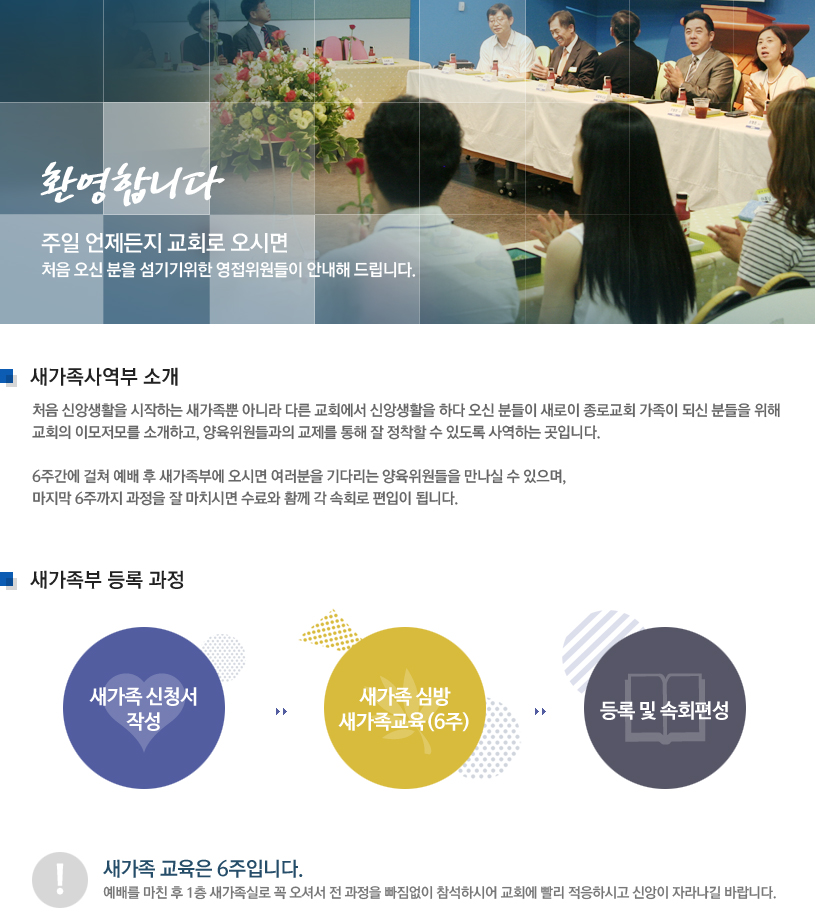 환영합니다
주일 언제든지 교회로 오시면
처음 오신 분을 섬기기위한 영접위원들이 안내해 드립니다.
새가족사역부 소개
처음 신앙생활을 시작하는 새가족뿐 아니라 다른 교회에서 신앙생활을 하다 오신 분들이 새로이 종로교회 가족이 되신 분들을 위해
교회의 이모저모를 소개하고, 양육위원들과의 교제를 통해 잘 정착할 수 있도록 사역하는 곳입니다.
6주간에 걸쳐 예배 후 새가족부에 오시면 여러분을 기다리는 양육위원들을 만나실 수 있으며,
마지막 6주까지 과정을 잘 마치시면 수료와 함께 각 속회로 편입이 됩니다.
새가족부 등록 과정
새가족 신청서
작성
새가족 심방
새가족교육(6주)
등록 및 속회편성
!
새가족 교육은 6주입니다.
예배를 마친 후 1층 새가족실로 꼭 오셔서 전 과정을 빠짐없이 참석하시어 교회에 빨리 적응하시고 신앙이 자라나길 바랍니다.